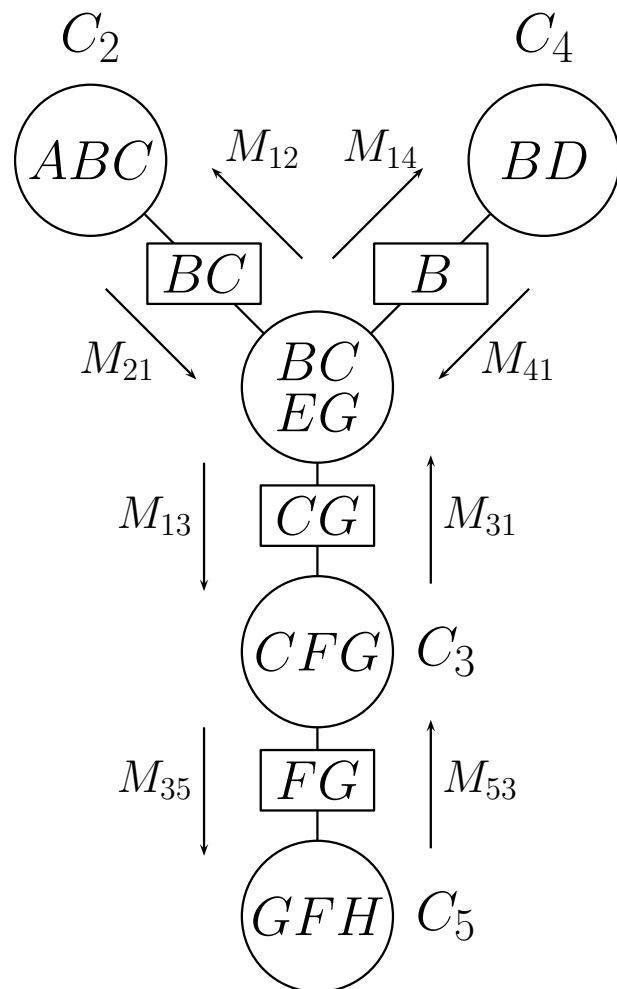 C2 C4
ABC BD
M12 M14
BC B
M21 M41
BC
EG
M13 CG M31
CFG C3
M35 FG M53
GFH C5